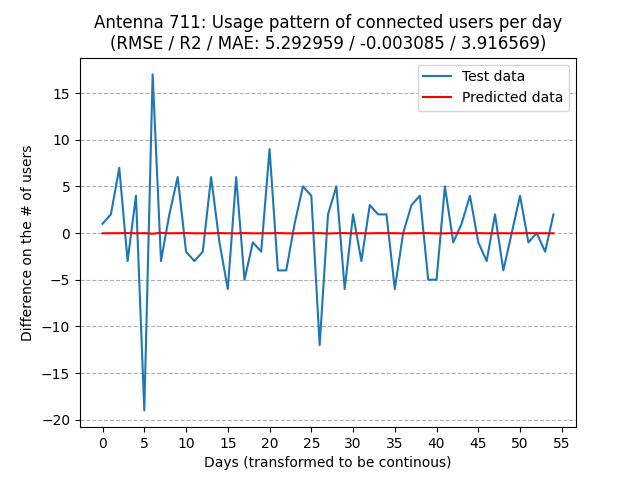 Antenna 711: Usage pattern of connected users per day
(RMSE / R2 / MAE: 5.292959 / -0.003085 / 3.916569)
Test data
Predicted data
Difference on the # of users
15
10
5
0
−5
−10
−15
−20
0 5 10 15 20 25 30 35 40 45 50 55
Days (transformed to be continous)